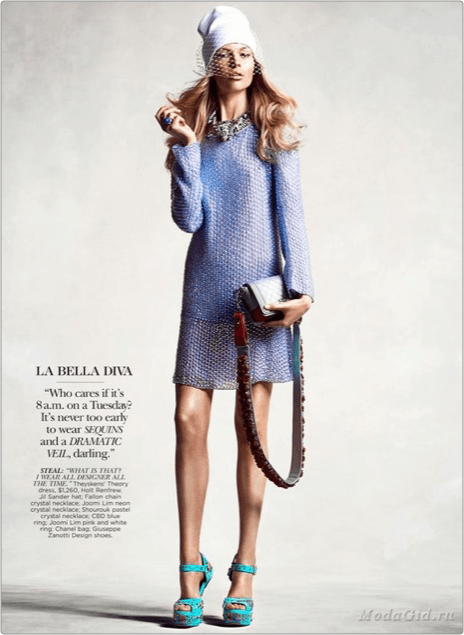 LA BELLA DIVA
“Who cares if it’s
8 a.m. on a Tuesday?
It’s never too early
to wear SEQUINS
and a DRAMATIC
VEIL, darling.”
STEAL: “WHAT IS THAT?
I WEAR ALL DESIGNER ALL
THE TIME.” Theyskens’ Theory
dress, $1,260, Holt Renfrew;
Jil Sander hat; Fallon chain
crystal necklace; Joomi Lim neon
crystal necklace; Shourouk pastel
crystal necklace; CBD blue
ring; Joomi Lim pink and white
ring; Chanel bag; Giuseppe
Zanotti Design shoes.
ModaGid.ru